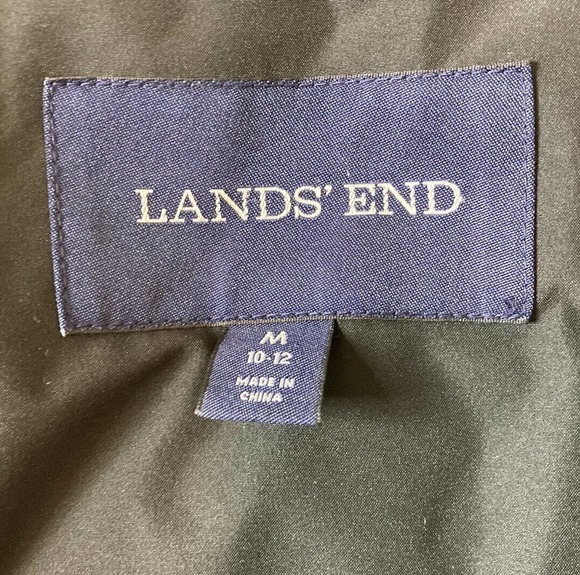 LANDS' END
M
10-12
MADE IN
CHINA